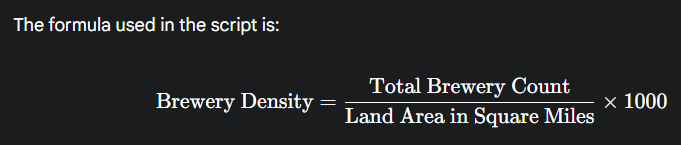 The formula used in the script is:
Brewery Density = Total Brewery Count / Land Area in Square Miles × 1000